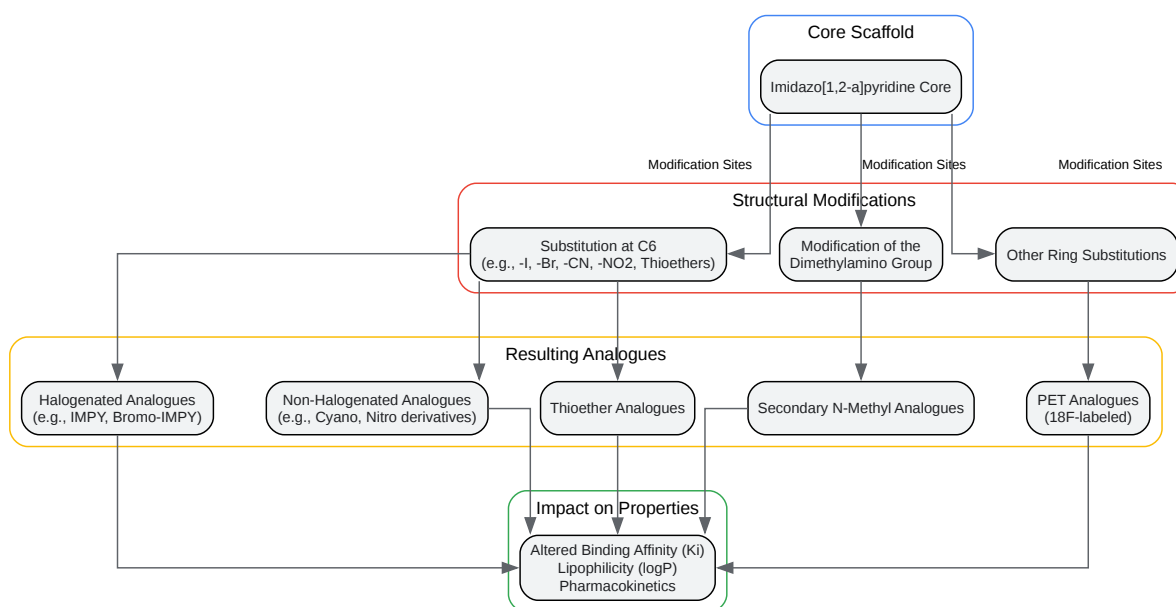 Core Scaffold
Imidazo[1,2-a]pyridine Core
Modification Sites
Modification Sites
Modification Sites
Structural Modifications
Substitution at C6
(e.g., -I, -Br, -CN, -NO2, Thioethers)
Modification of the
Dimethylamino Group
Other Ring Substitutions
Resulting Analogues
Halogenated Analogues
(e.g., IMPY, Bromo-IMPY)
Non-Halogenated Analogues
(e.g., Cyano, Nitro derivatives)
Thioether Analogues
Secondary N-Methyl Analogues
PET Analogues
(18F-labeled)
Impact on Properties
Altered Binding Affinity (Ki)
Lipophilicity (logP)
Pharmacokinetics